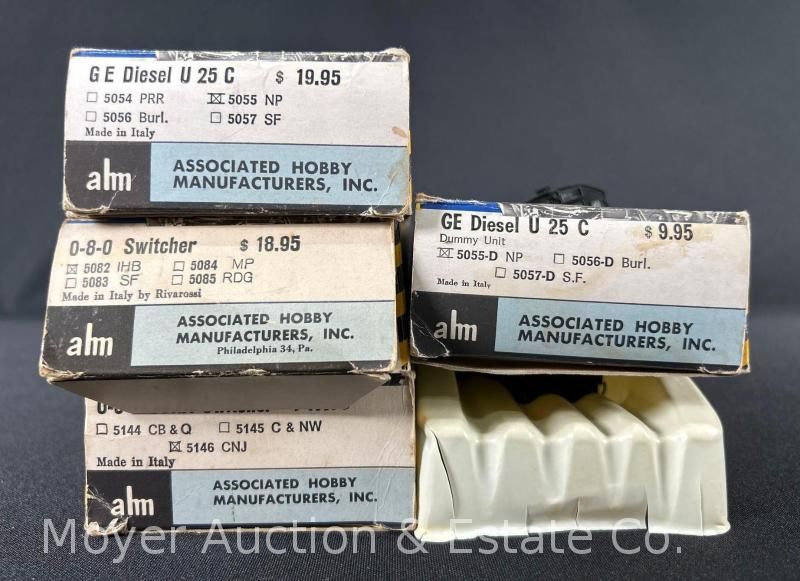 GE Diesel U 25 C $ 19.95
☐ 5054 PRR ☒ 5055 NP
☐ 5056 Burl. ☐ 5057 SF
Made in Italy
ahm
ASSOCIATED HOBBY
MANUFACTURERS, INC.
0-8-0 Switcher $ 18.95
☒ 5082 IHB ☐ 5084 MP
☐ 5083 SF ☐ 5085 RDG
Made in Italy by Rivarossi
ahm
ASSOCIATED HOBBY
MANUFACTURERS, INC.
Philadelphia 34, Pa.
GE Diesel U 25 C $ 9.95
Dummy Unit
☒ 5055-D NP ☐ 5056-D Burl.
☐ 5057-D S.F.
Made in Italy
ahm
ASSOCIATED HOBBY
MANUFACTURERS, INC.
Switcher
☐ 5144 CB & Q ☐ 5145 C & NW
☒ 5146 CNJ
Made in Italy
ahm
ASSOCIATED HOBBY
MANUFACTURERS, INC.
Moyer Auction & Estate Co.